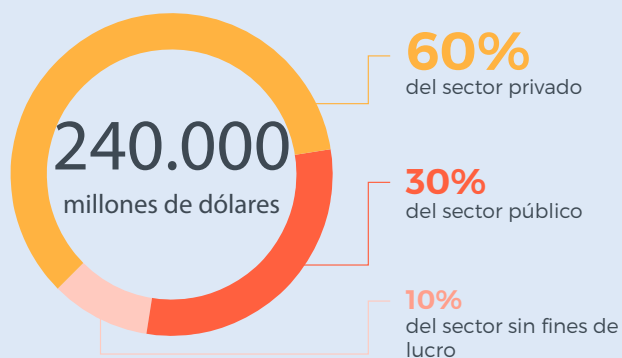 240.000
millones de dólares
60%
del sector privado
30%
del sector público
10%
del sector sin fines de
lucro